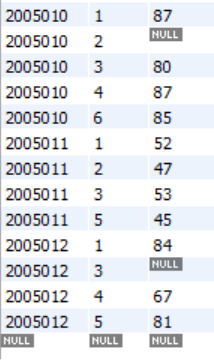 2005010 1 87
2005010 2 NULL
2005010 3 80
2005010 4 87
2005010 6 85
2005011 1 52
2005011 2 47
2005011 3 53
2005011 5 45
2005012 1 84
2005012 3 NULL
2005012 4 67
2005012 5 81
NULL NULL NULL